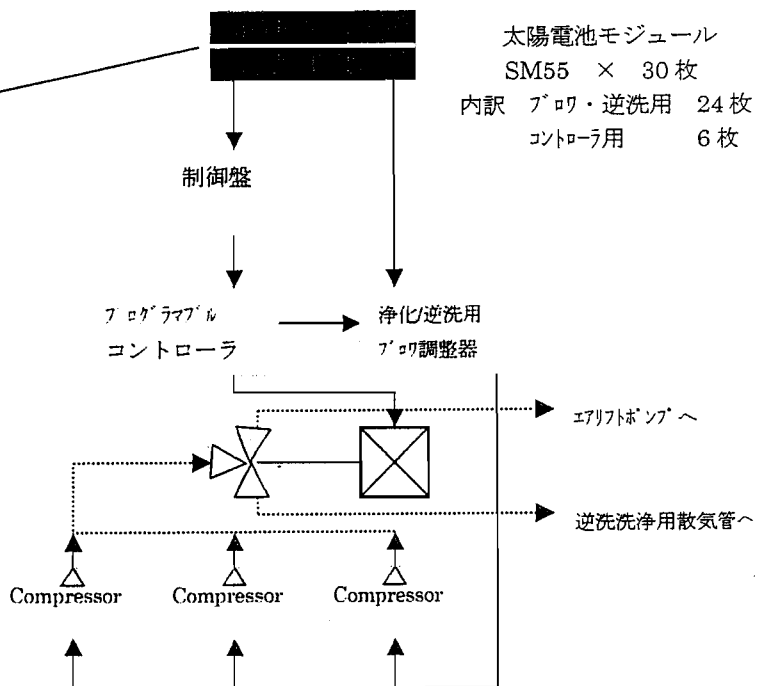 太陽電池モジュール
SM55 × 30枚
内訳 ﾌﾞﾛﾜ・逆洗用 24枚
ｺﾝﾄﾛｰﾗ用 6枚
制御盤
ﾌﾟﾛｸﾞﾗﾏﾌﾞﾙ
コントローラ
浄化/逆洗用
ﾌﾞﾛﾜ調整器
ｴｱﾘﾌﾄﾎﾟﾝﾌﾟへ
逆洗洗浄用散気管へ
Compressor
Compressor
Compressor